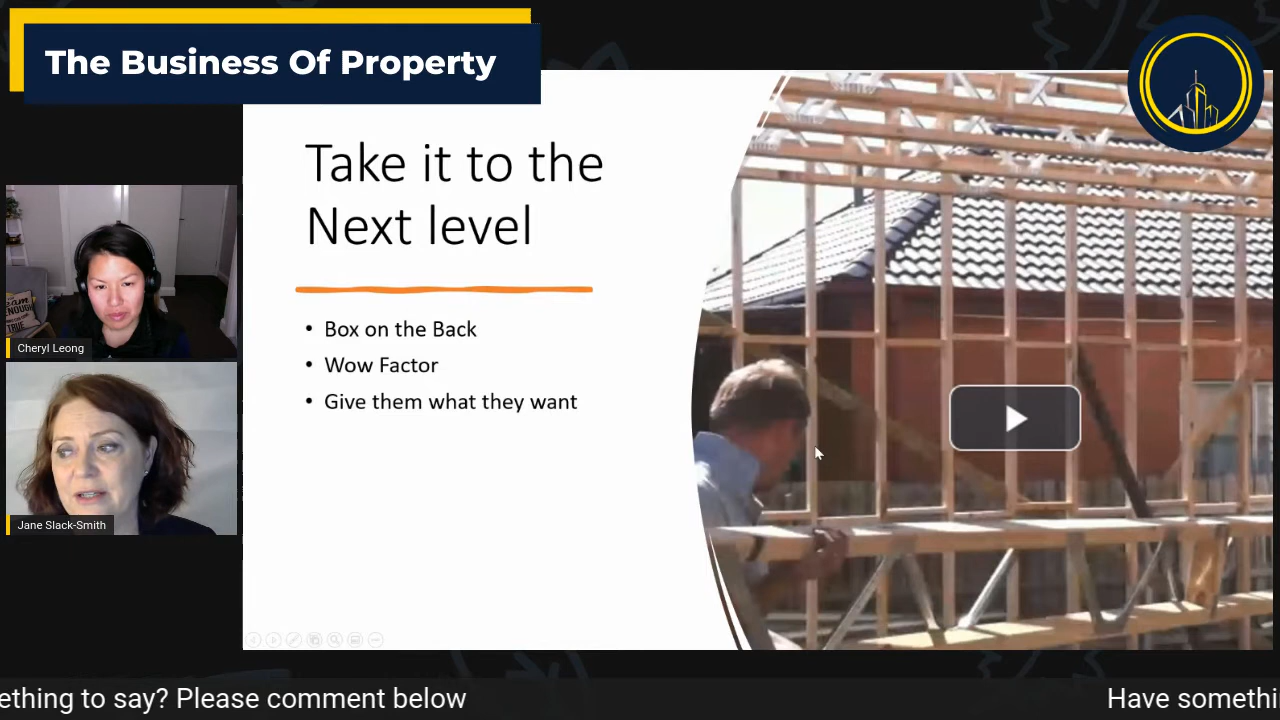 The Business Of Property
Take it to the
Next level
• Box on the Back
• Wow Factor
• Give them what they want
Cheryl Leong
Jane Slack-Smith
ething to say? Please comment below
Have somethi